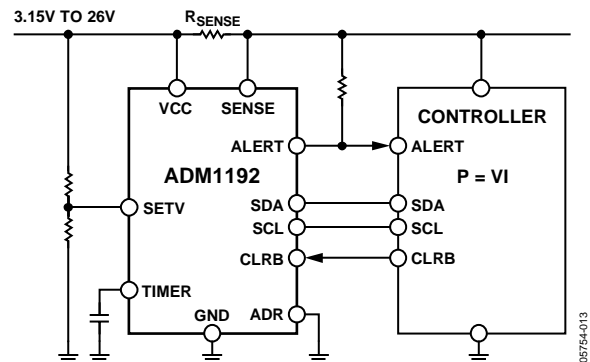 3.15V TO 26V
RSENSE
VCC
SENSE
CONTROLLER
ALERT
ALERT
ADM1192
P = VI
SETV
SDA
SDA
SCL
SCL
CLRB
CLRB
TIMER
GND
ADR
05754-013